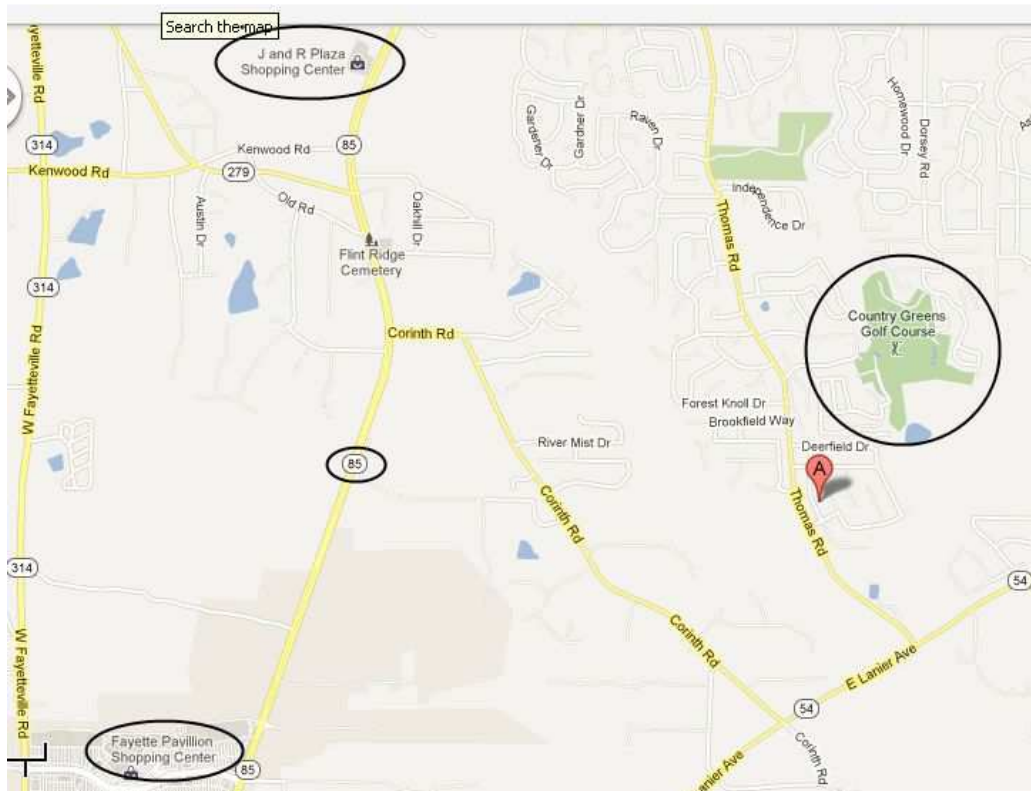 Search the map
J and R Plaza
Shopping Center
Fayetteville Rd
314
Kenwood Rd
Kenwood Rd
279
85
Old Rd
Austin Dr
Oakhill Dr
Flint Ridge
Cemetery
Gardener Dr
Gardner Dr
Raven Dr
Homewood Dr
Dorsey Rd
Independence Dr
Thomas Rd
314
W Fayetteville Rd
Corinth Rd
Country Greens
Golf Course
Forest Knoll Dr
Brookfield Way
Deerfield Dr
River Mist Dr
85
A
Corinth Rd
Thomas Rd
314
54
W Fayetteville Rd
Corinth Rd
E Lanier Ave
54
Fayette Pavillion
Shopping Center
85
Lanier Ave
Corinth Rd